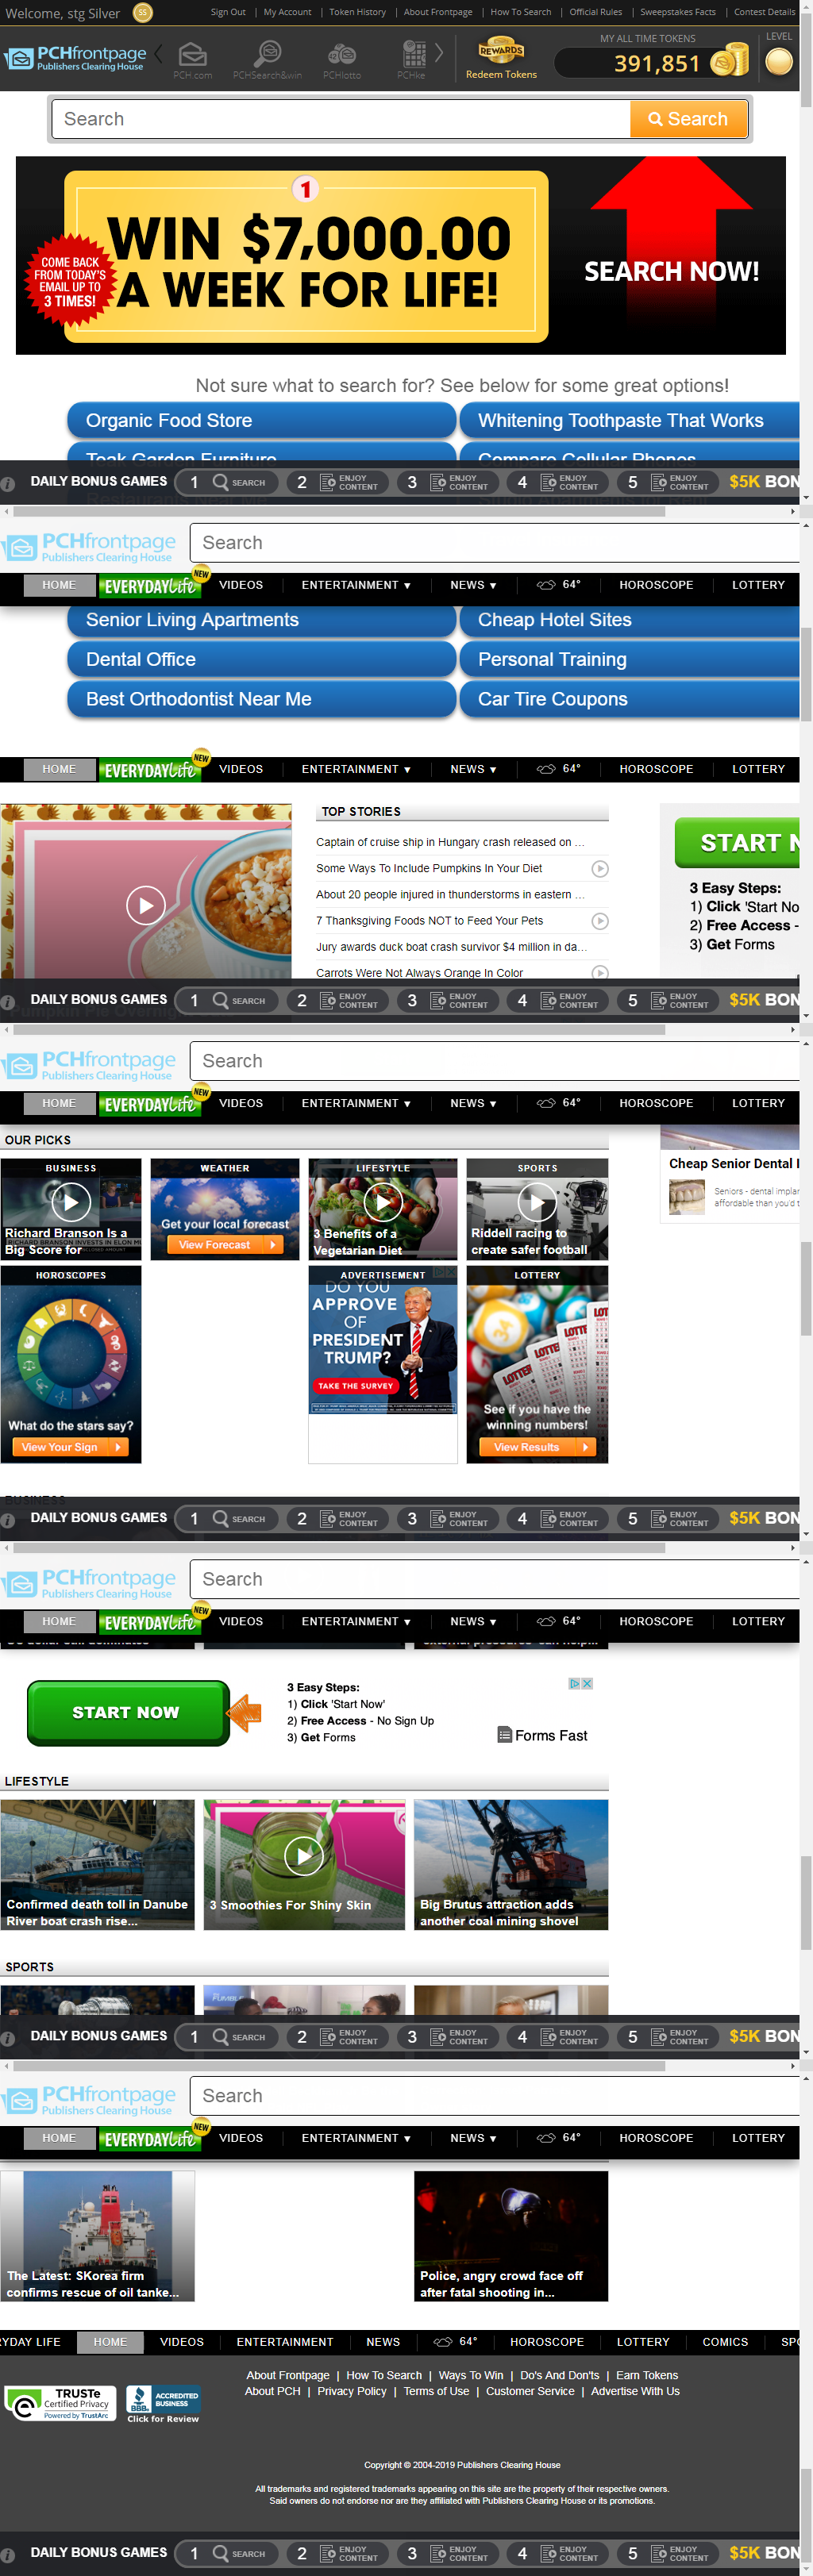 Welcome, stg Silver SS Sign Out | My Account | Token History | About Frontpage | How To Search | Official Rules | Sweepstakes Facts | Contest Details
PCHfrontpage
Publishers Clearing House
PCH.com PCHSearch&win PCHlotto PCHke
REWARDS
Redeem Tokens
MY ALL TIME TOKENS
391,851
LEVEL
Search Search
1
WIN $7,000.00
A WEEK FOR LIFE!
COME BACK
FROM TODAY'S
EMAIL UP TO
3 TIMES!
SEARCH NOW!
Not sure what to search for? See below for some great options!
Organic Food Store Whitening Toothpaste That Works
Teak Garden Furniture Compare Cellular Phones
DAILY BONUS GAMES 1 SEARCH 2 ENJOY CONTENT 3 ENJOY CONTENT 4 ENJOY CONTENT 5 ENJOY CONTENT $5K BON
PCHfrontpage
Publishers Clearing House
Search
HOME EVERYDAY Life NEW VIDEOS ENTERTAINMENT ▼ NEWS ▼ 64° HOROSCOPE LOTTERY
Senior Living Apartments Cheap Hotel Sites
Dental Office Personal Training
Best Orthodontist Near Me Car Tire Coupons
HOME EVERYDAY Life NEW VIDEOS ENTERTAINMENT ▼ NEWS ▼ 64° HOROSCOPE LOTTERY
TOP STORIES
Captain of cruise ship in Hungary crash released on ...
Some Ways To Include Pumpkins In Your Diet
About 20 people injured in thunderstorms in eastern ...
7 Thanksgiving Foods NOT to Feed Your Pets
Jury awards duck boat crash survivor $4 million in da...
Carrots Were Not Always Orange In Color
START N
3 Easy Steps:
1) Click 'Start No
2) Free Access -
3) Get Forms
Pumpkin Pie Overnig
DAILY BONUS GAMES 1 SEARCH 2 ENJOY CONTENT 3 ENJOY CONTENT 4 ENJOY CONTENT 5 ENJOY CONTENT $5K BON
PCHfrontpage
Publishers Clearing House
Search
HOME EVERYDAY Life NEW VIDEOS ENTERTAINMENT ▼ NEWS ▼ 64° HOROSCOPE LOTTERY
OUR PICKS
BUSINESS
Richard Branson Is a
Big Score for
WEATHER
Get your local forecast
View Forecast
LIFESTYLE
3 Benefits of a
Vegetarian Diet
SPORTS
Riddell racing to
create safer football
Cheap Senior Dental I
Seniors - dental implan
affordable than you'd t
HOROSCOPES
What do the stars say?
View Your Sign
ADVERTISEMENT
DO YOU
APPROVE
OF
PRESIDENT
TRUMP?
TAKE THE SURVEY
LOTTERY
See if you have the
winning numbers!
View Results
BUSINESS
DAILY BONUS GAMES 1 SEARCH 2 ENJOY CONTENT 3 ENJOY CONTENT 4 ENJOY CONTENT 5 ENJOY CONTENT $5K BON
PCHfrontpage
Publishers Clearing House
Search
HOME EVERYDAY Life NEW VIDEOS ENTERTAINMENT ▼ NEWS ▼ 64° HOROSCOPE LOTTERY
START NOW
3 Easy Steps:
1) Click 'Start Now'
2) Free Access - No Sign Up
3) Get Forms
Forms Fast
LIFESTYLE
Confirmed death toll in Danube
River boat crash rise...
3 Smoothies For Shiny Skin
Big Brutus attraction adds
another coal mining shovel
SPORTS
DAILY BONUS GAMES 1 SEARCH 2 ENJOY CONTENT 3 ENJOY CONTENT 4 ENJOY CONTENT 5 ENJOY CONTENT $5K BON
PCHfrontpage
Publishers Clearing House
Search
HOME EVERYDAY Life NEW VIDEOS ENTERTAINMENT ▼ NEWS ▼ 64° HOROSCOPE LOTTERY
The Latest: SKorea firm
confirms rescue of oil tanke...
Police, angry crowd face off
after fatal shooting in...
RYDAY LIFE HOME VIDEOS ENTERTAINMENT NEWS 64° HOROSCOPE LOTTERY COMICS SPO
About Frontpage | How To Search | Ways To Win | Do's And Don'ts | Earn Tokens
About PCH | Privacy Policy | Terms of Use | Customer Service | Advertise With Us
TRUSTe
Certified Privacy
Powered by TrustArc
BBB ACCREDITED BUSINESS
Click for Review
Copyright © 2004-2019 Publishers Clearing House
All trademarks and registered trademarks appearing on this site are the property of their respective owners.
Said owners do not endorse nor are they affiliated with Publishers Clearing House or its promotions.
DAILY BONUS GAMES 1 SEARCH 2 ENJOY CONTENT 3 ENJOY CONTENT 4 ENJOY CONTENT 5 ENJOY CONTENT $5K BON